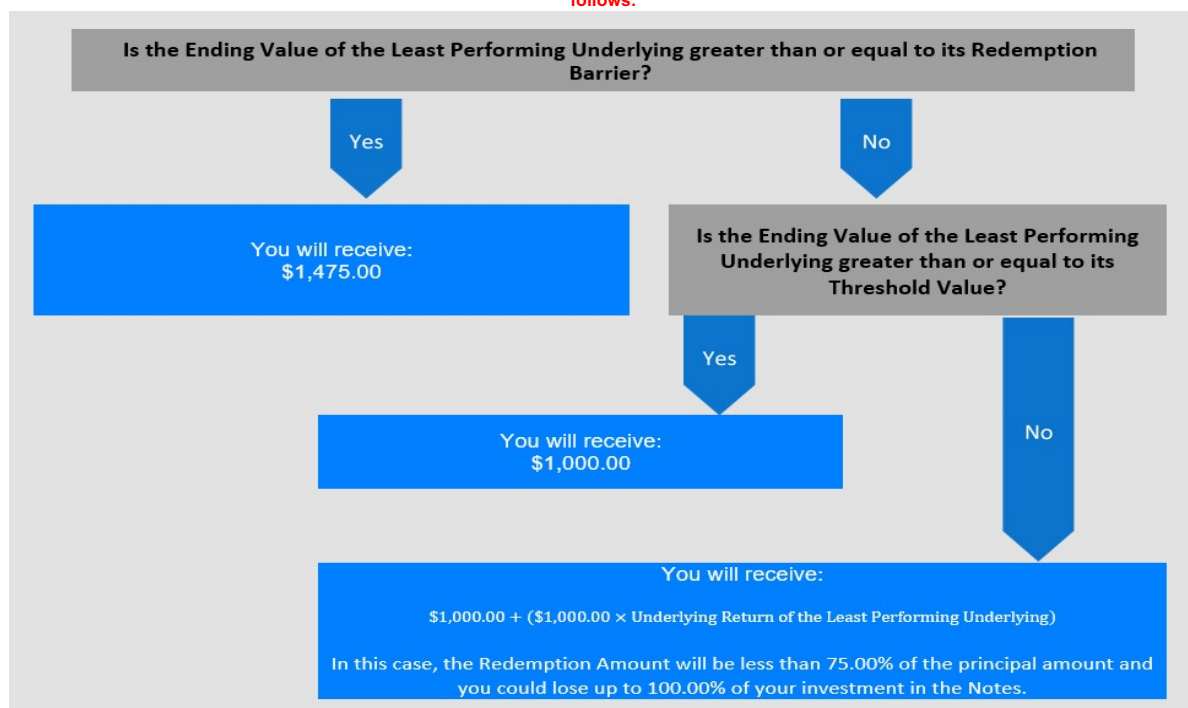 follows:
Is the Ending Value of the Least Performing Underlying greater than or equal to its Redemption
Barrier?
Yes
No
You will receive:
$1,475.00
Is the Ending Value of the Least Performing
Underlying greater than or equal to its
Threshold Value?
Yes
No
You will receive:
$1,000.00
You will receive:
$1,000.00 + ($1,000.00 × Underlying Return of the Least Performing Underlying)
In this case, the Redemption Amount will be less than 75.00% of the principal amount and
you could lose up to 100.00% of your investment in the Notes.